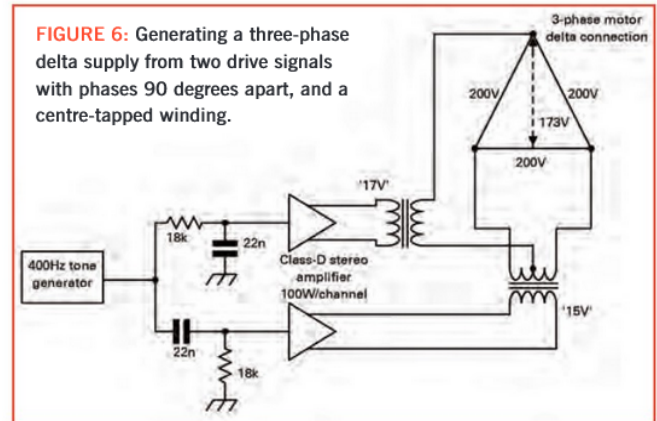 FIGURE 6: Generating a three-phase
delta supply from two drive signals
with phases 90 degrees apart, and a
centre-tapped winding.
3-phase motor
delta connection
200V
200V
173V
200V
'17V'
18k
22n
Class-D stereo
amplifier
100W/channel
400Hz tone
generator
'15V'
22n
18k